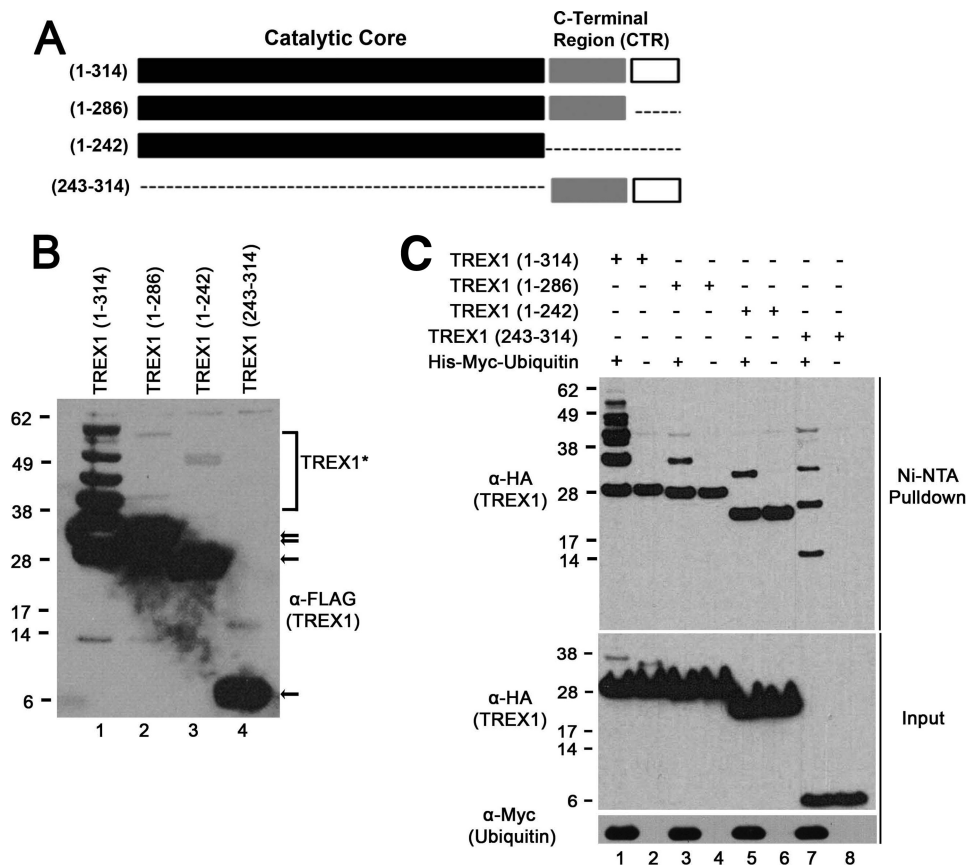 A
Catalytic Core
C-Terminal
Region (CTR)
(1-314)
(1-286)
(1-242)
(243-314)
B
TREX1 (1-314)
TREX1 (1-286)
TREX1 (1-242)
TREX1 (243-314)
62
49
38
28
17
14
6
TREX1*
α-FLAG
(TREX1)
1 2 3 4
C
TREX1 (1-314) + + - - - - - -
TREX1 (1-286) - - + + - - - -
TREX1 (1-242) - - - - + + - -
TREX1 (243-314) - - - - - - + +
His-Myc-Ubiquitin + - + - + - + -
62
49
38
28
17
14
α-HA
(TREX1)
Ni-NTA
Pulldown
38
28
17
14
6
α-HA
(TREX1)
Input
α-Myc
(Ubiquitin)
1 2 3 4 5 6 7 8